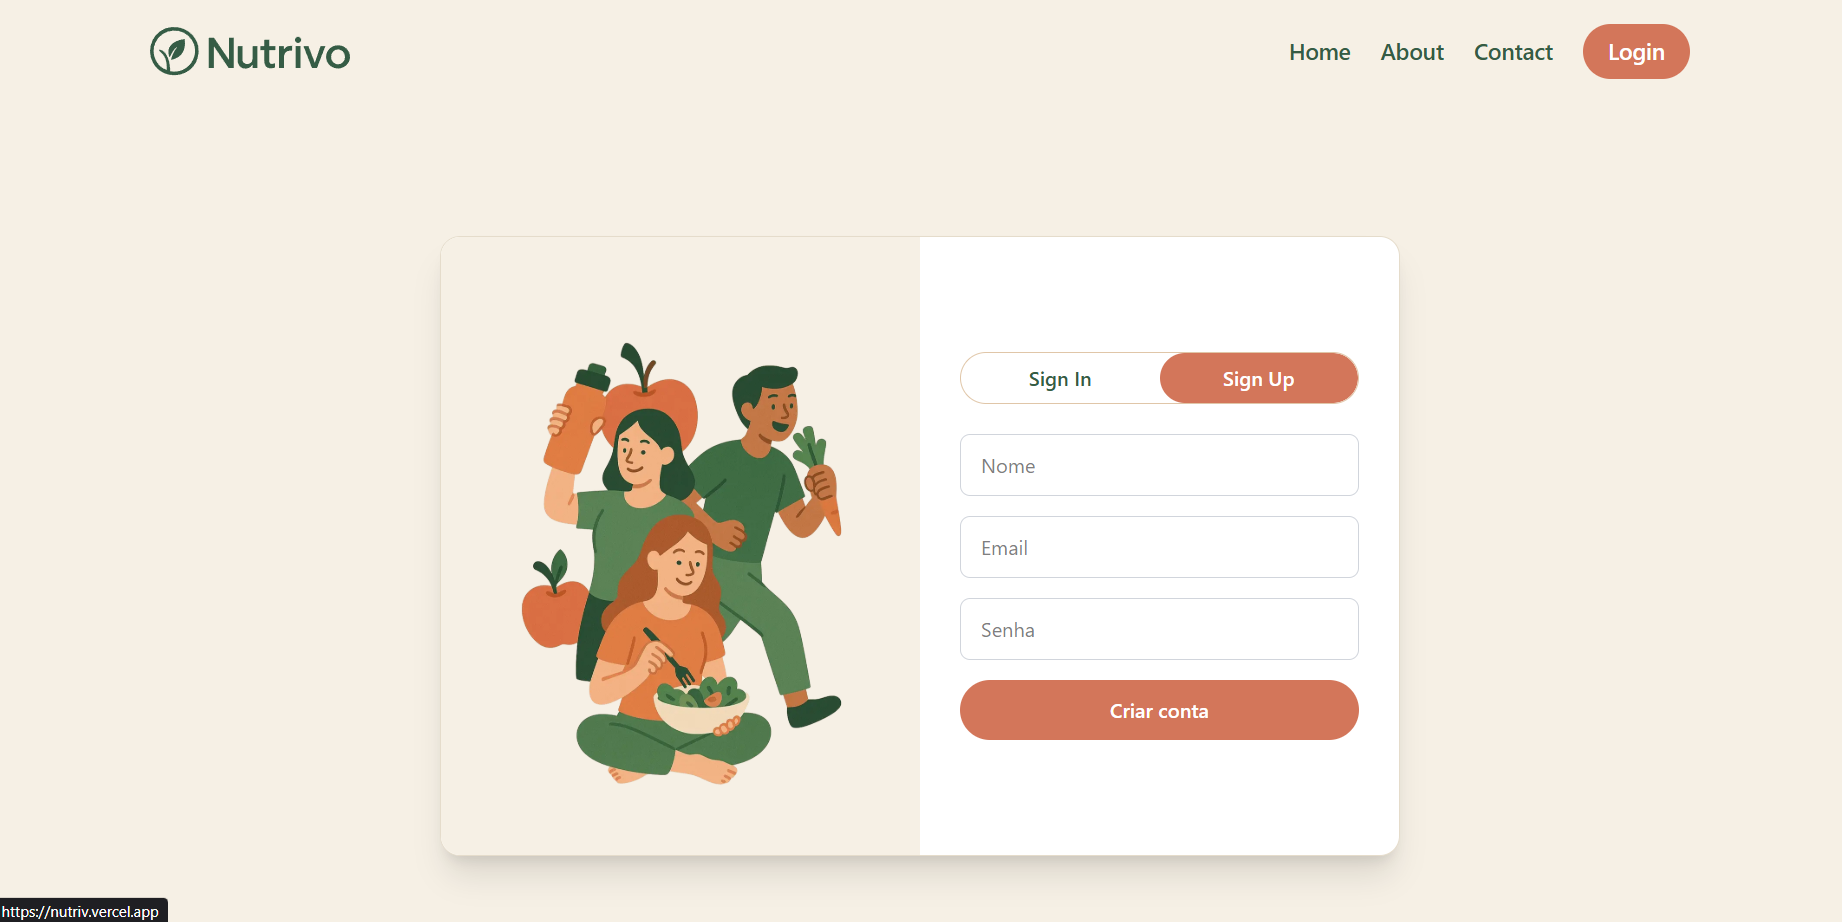 Nutrivo
Home About Contact Login
Sign In Sign Up
Nome
Email
Senha
Criar conta
https://nutriv.vercel.app